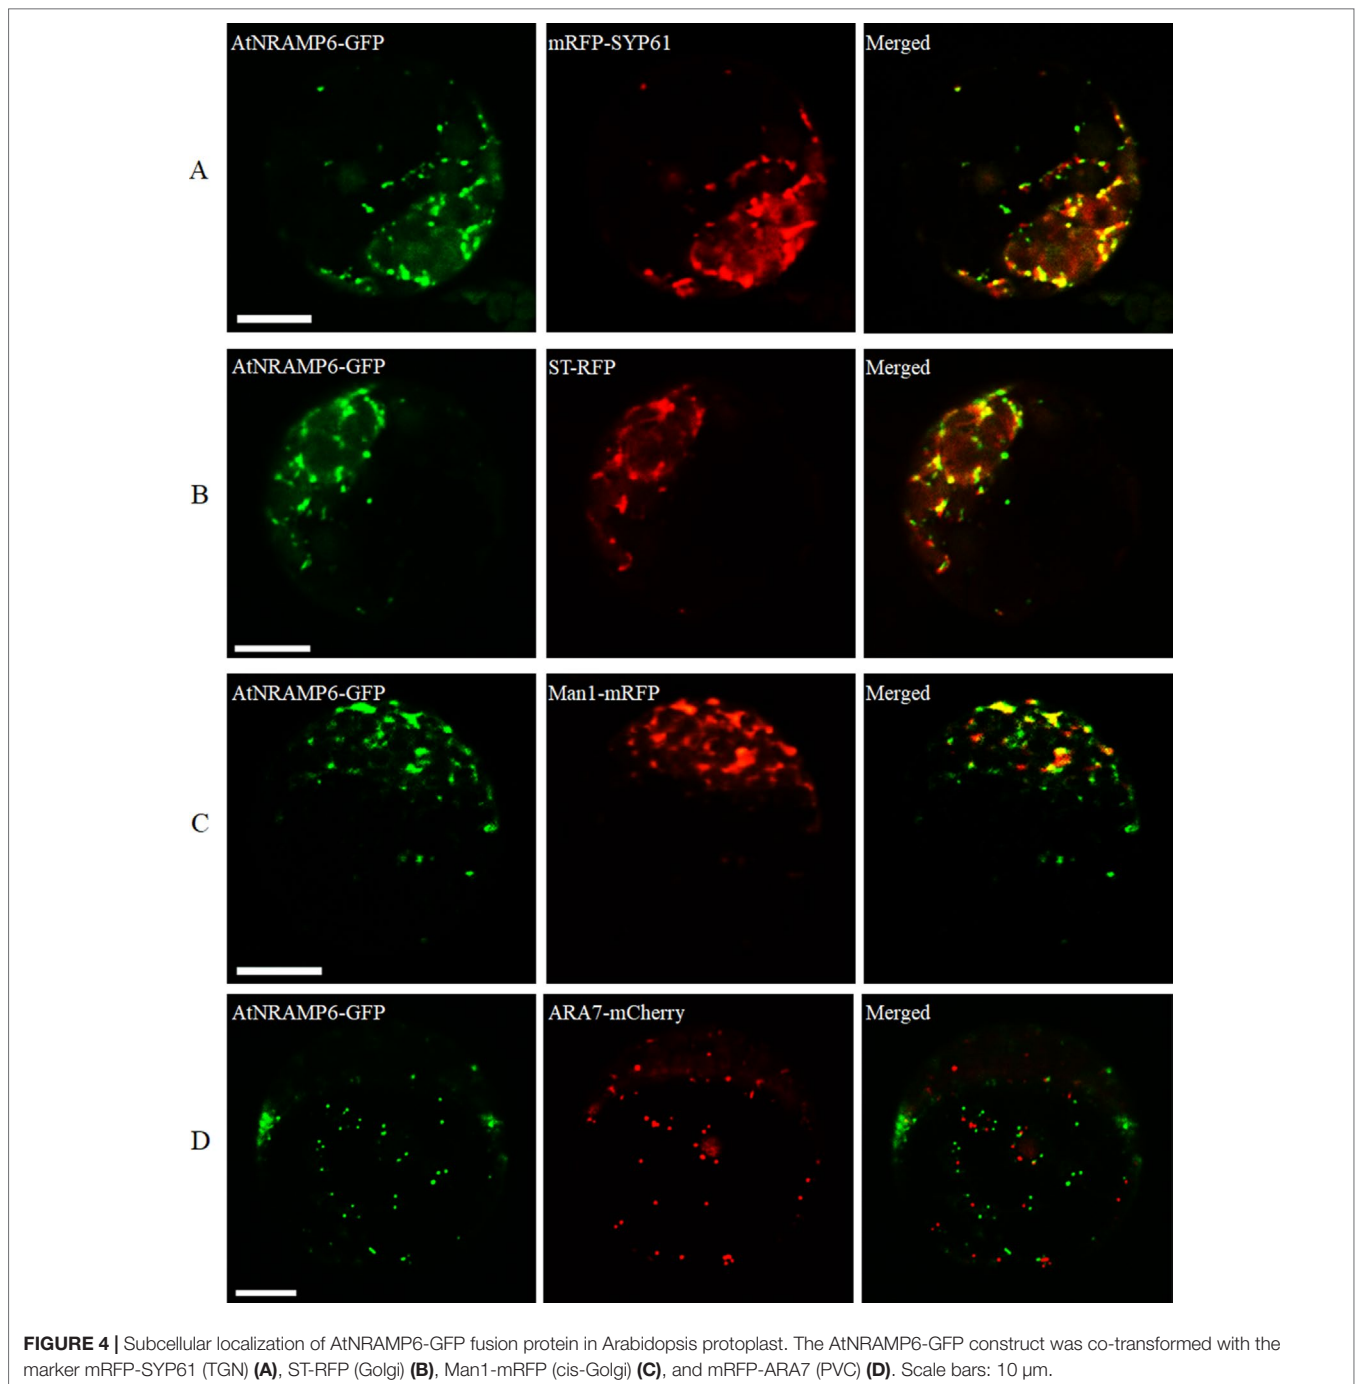 AtNRAMP6-GFP mRFP-SYP61 Merged
A
AtNRAMP6-GFP ST-RFP Merged
B
AtNRAMP6-GFP Man1-mRFP Merged
C
AtNRAMP6-GFP ARA7-mCherry Merged
D
FIGURE 4 | Subcellular localization of AtNRAMP6-GFP fusion protein in Arabidopsis protoplast. The AtNRAMP6-GFP construct was co-transformed with the
marker mRFP-SYP61 (TGN) (A), ST-RFP (Golgi) (B), Man1-mRFP (cis-Golgi) (C), and mRFP-ARA7 (PVC) (D). Scale bars: 10 µm.